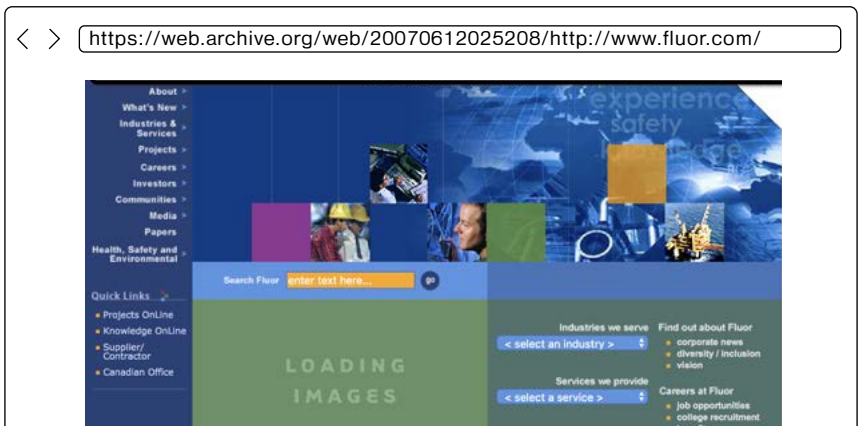 https://web.archive.org/web/20070612025208/http://www.fluor.com/
experience
safety
knowledge
About >
What's New >
Industries & >
Services
Projects >
Careers >
Investors >
Communities >
Media >
Papers
Health, Safety and >
Environmental
Search Fluor enter text here... go
Quick Links
Projects OnLine
Knowledge OnLine
Supplier/
Contractor
Canadian Office
LOADING
IMAGES
Industries we serve
< select an industry >
Services we provide
< select a service >
Find out about Fluor
corporate news
diversity / inclusion
vision
Careers at Fluor
job opportunities
college recruitment